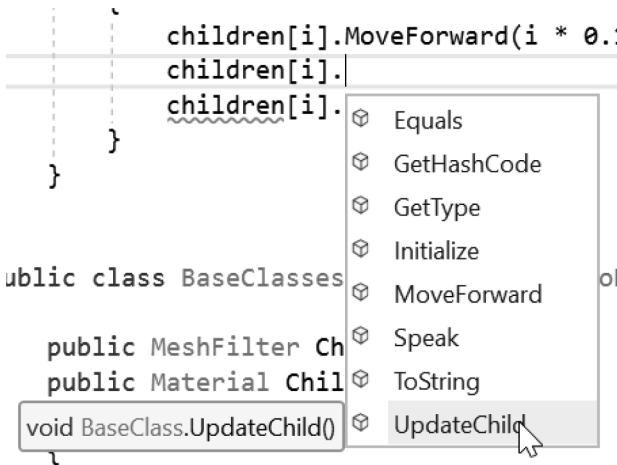 {
children[i].MoveForward(i * 0.1
children[i].
children[i].
}
}
Equals
GetHashCode
GetType
Initialize
MoveForward
Speak
ToString
UpdateChild
ublic class BaseClasses
public MeshFilter Ch
public Material Chil
void BaseClass.UpdateChild()
}